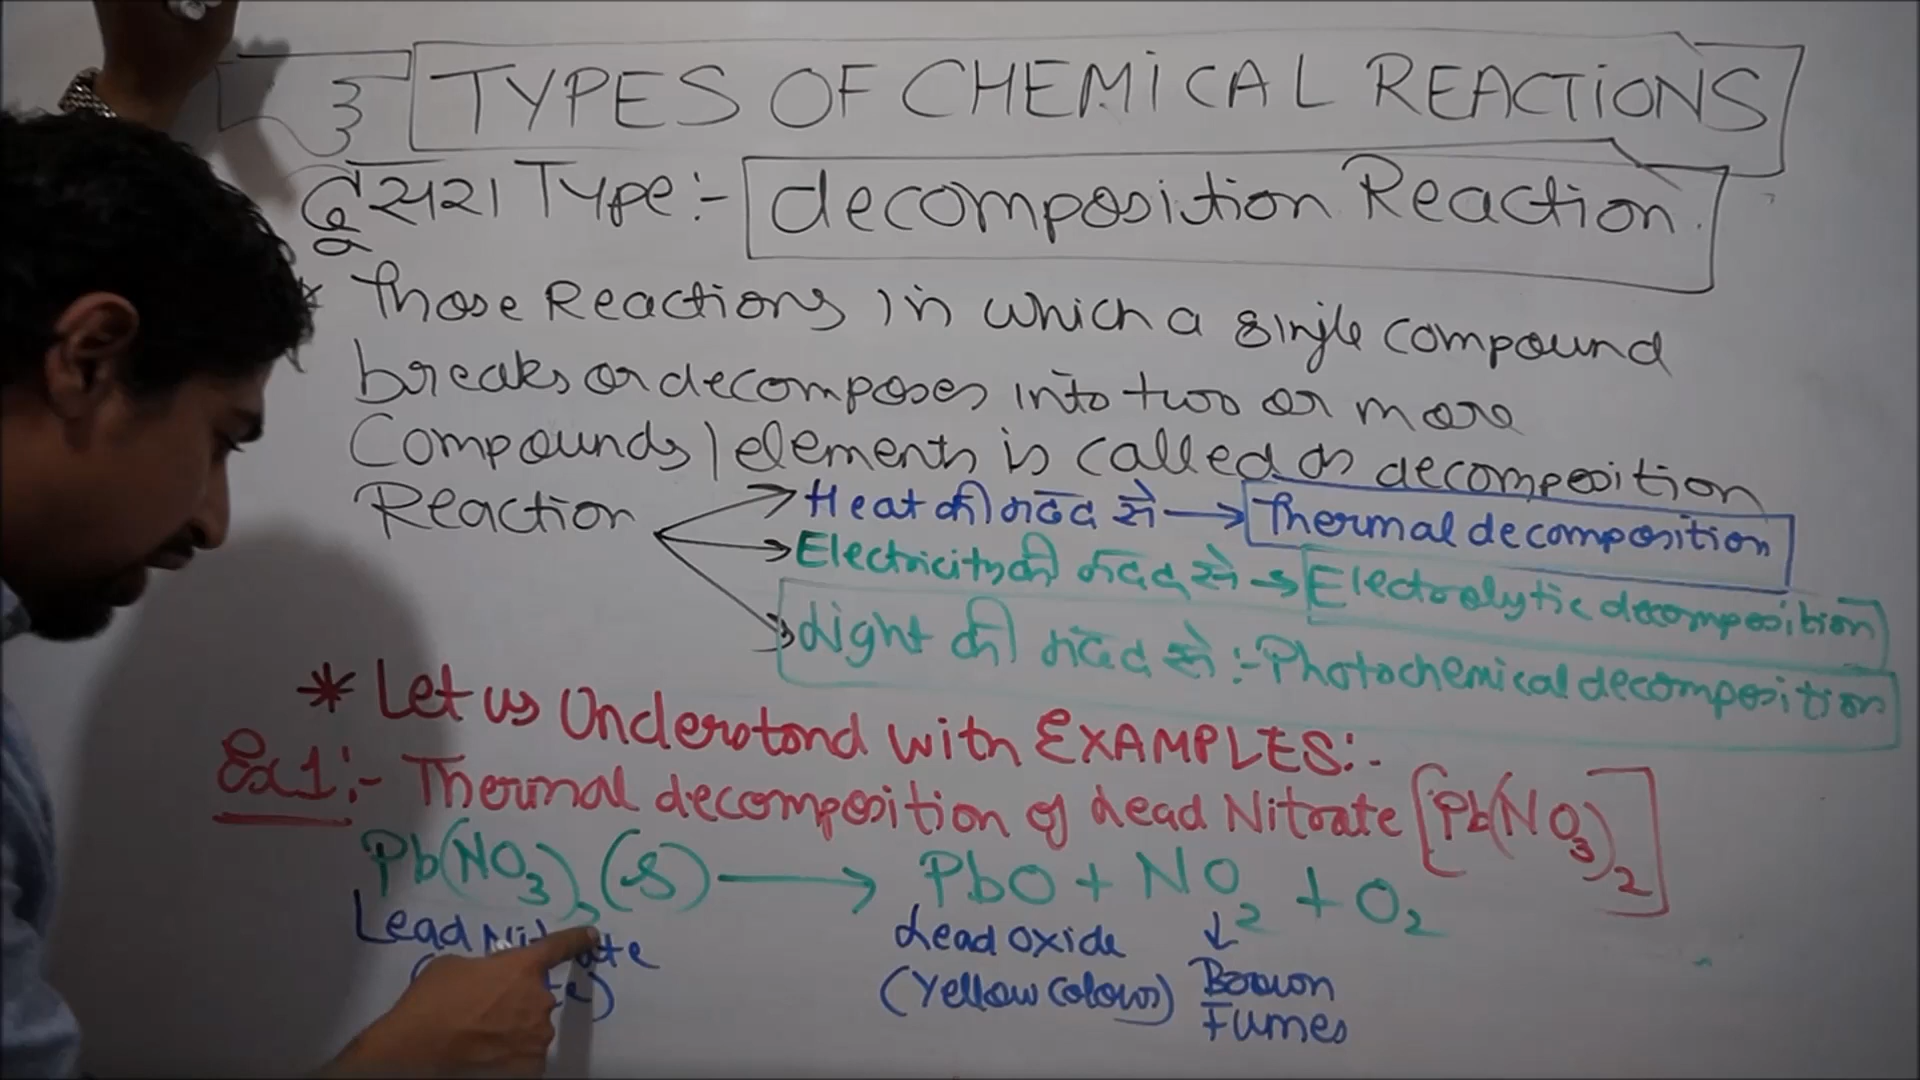 3 TYPES OF CHEMICAL REACTIONS
दूसरा Type:- decomposition Reaction
* Those Reactions, in which a single compound
breaks or decomposes into two or more
Compounds/elements is called as decomposition
Reaction
Heat की मदद से → Thermal decomposition
Electricity की मदद से → Electrolytic decomposition
Light की मदद से :- Photochemical decomposition
* Let us Understand with EXAMPLES:-
Ex1:- Thermal decomposition of Lead Nitrate [Pb(NO3)2]
Pb(NO3)2(s) → PbO + NO2 + O2
Lead Lead oxide ↓
(Yellow Colour) Brown
Fumes